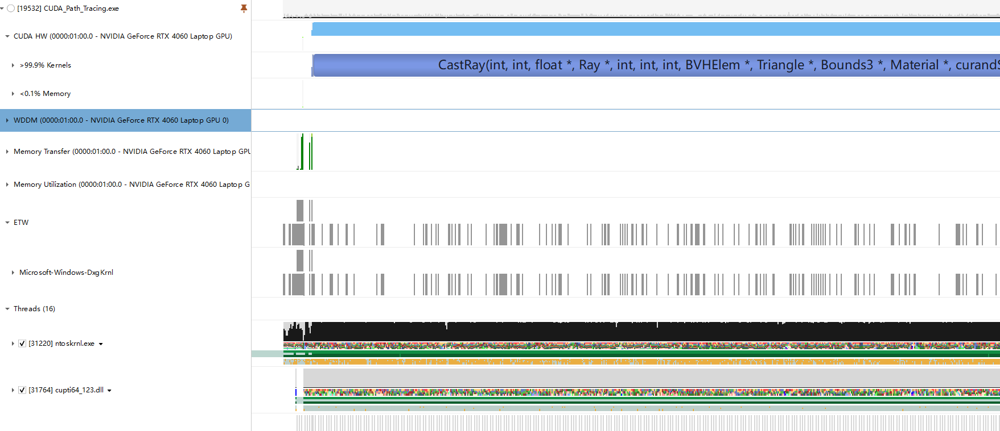 [19532] CUDA_Path_Tracing.exe
CUDA HW (0000:01:00.0 - NVIDIA GeForce RTX 4060 Laptop GPU)
>99.9% Kernels
CastRay(int, int, float *, Ray *, int, int, int, BVHElem *, Triangle *, Bounds3 *, Material *, curandS
<0.1% Memory
WDDM (0000:01:00.0 - NVIDIA GeForce RTX 4060 Laptop GPU 0)
Memory Transfer (0000:01:00.0 - NVIDIA GeForce RTX 4060 Laptop GPU
Memory Utilization (0000:01:00.0 - NVIDIA GeForce RTX 4060 Laptop G
ETW
Microsoft-Windows-DxgKrnl
Threads (16)
[31220] ntoskrnl.exe
[31764] cupti64_123.dll